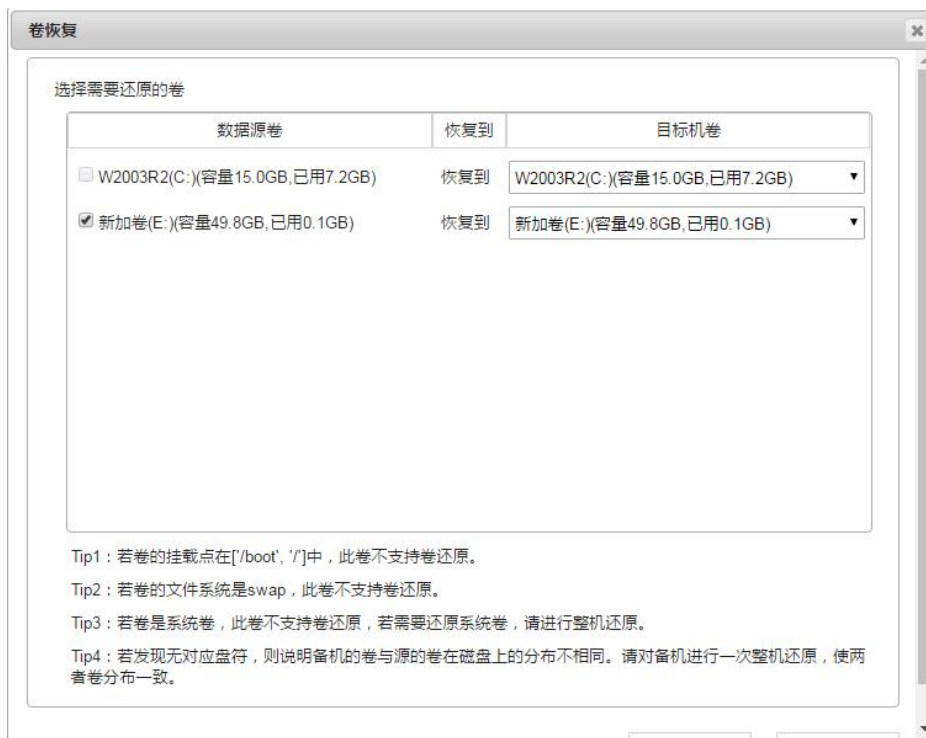 卷恢复
选择需要还原的卷
数据源卷 恢复到 目标机卷
W2003R2(C:)(容量15.0GB,已用7.2GB) 恢复到 W2003R2(C:)(容量15.0GB,已用7.2GB)
新加卷(E:)(容量49.8GB,已用0.1GB) 恢复到 新加卷(E:)(容量49.8GB,已用0.1GB)
Tip1：若卷的挂载点在['/boot', '/']中，此卷不支持卷还原。
Tip2：若卷的文件系统是swap，此卷不支持卷还原。
Tip3：若卷是系统卷，此卷不支持卷还原，若需要还原系统卷，请进行整机还原。
Tip4：若发现无对应盘符，则说明备机的卷与源的卷在磁盘上的分布不相同。请对备机进行一次整机还原，使两
者卷分布一致。